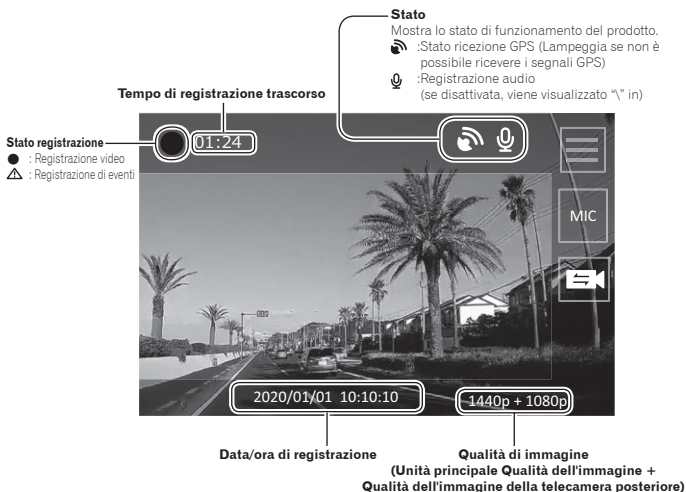 Stato
Mostra lo stato di funzionamento del prodotto.
:Stato ricezione GPS (Lampeggia se non è
possibile ricevere i segnali GPS)
:Registrazione audio
(se disattivata, viene visualizzato “\” in)
Tempo di registrazione trascorso
Stato registrazione
: Registrazione video
: Registrazione di eventi
01:24
MIC
2020/01/01 10:10:10
1440p + 1080p
Data/ora di registrazione
Qualità di immagine
(Unità principale Qualità dell'immagine +
Qualità dell'immagine della telecamera posteriore)